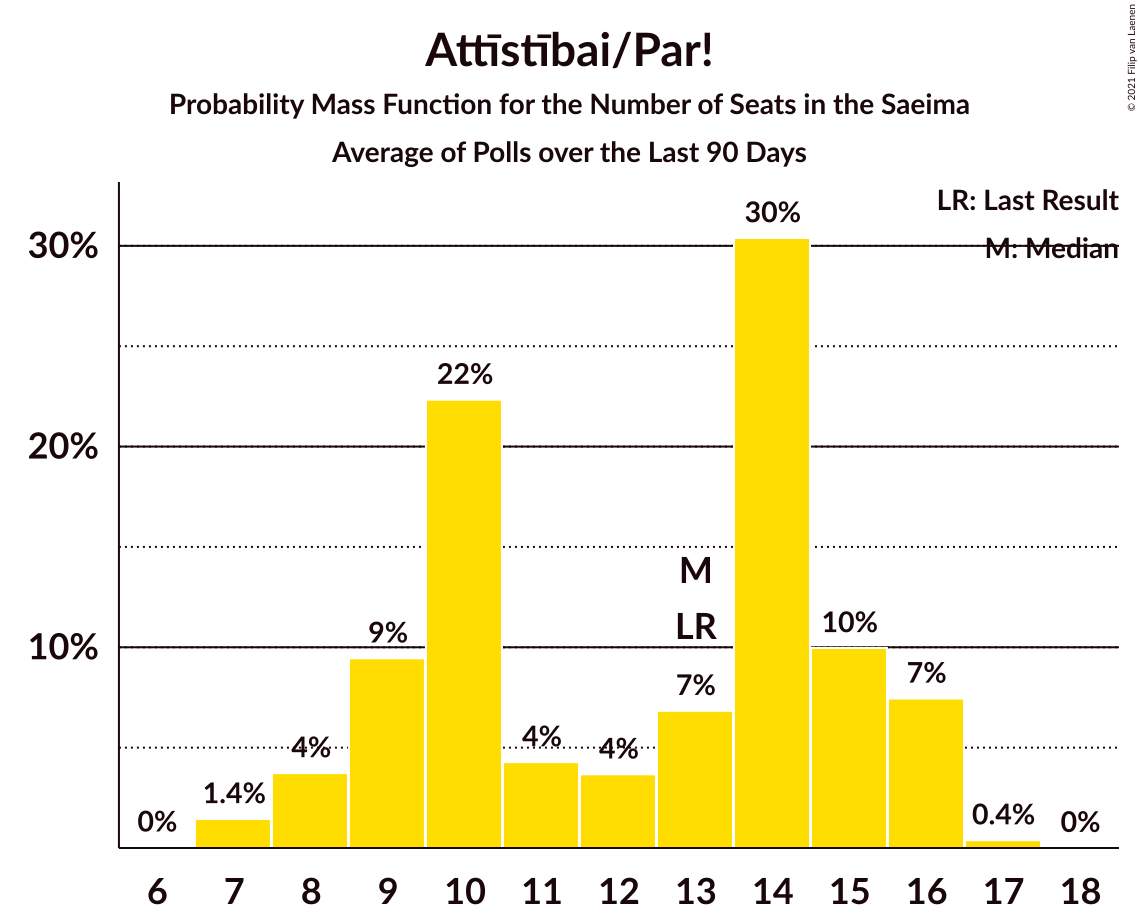 Attīstībai/Par!
Probability Mass Function for the Number of Seats in the Saeima
Average of Polls over the Last 90 Days
© 2021 Filip van Laenen
LR: Last Result
M: Median
30%
20%
10%
0%
1.4%
4%
9%
22%
4%
4%
M
LR
7%
30%
10%
7%
0.4%
0%
6 7 8 9 10 11 12 13 14 15 16 17 18